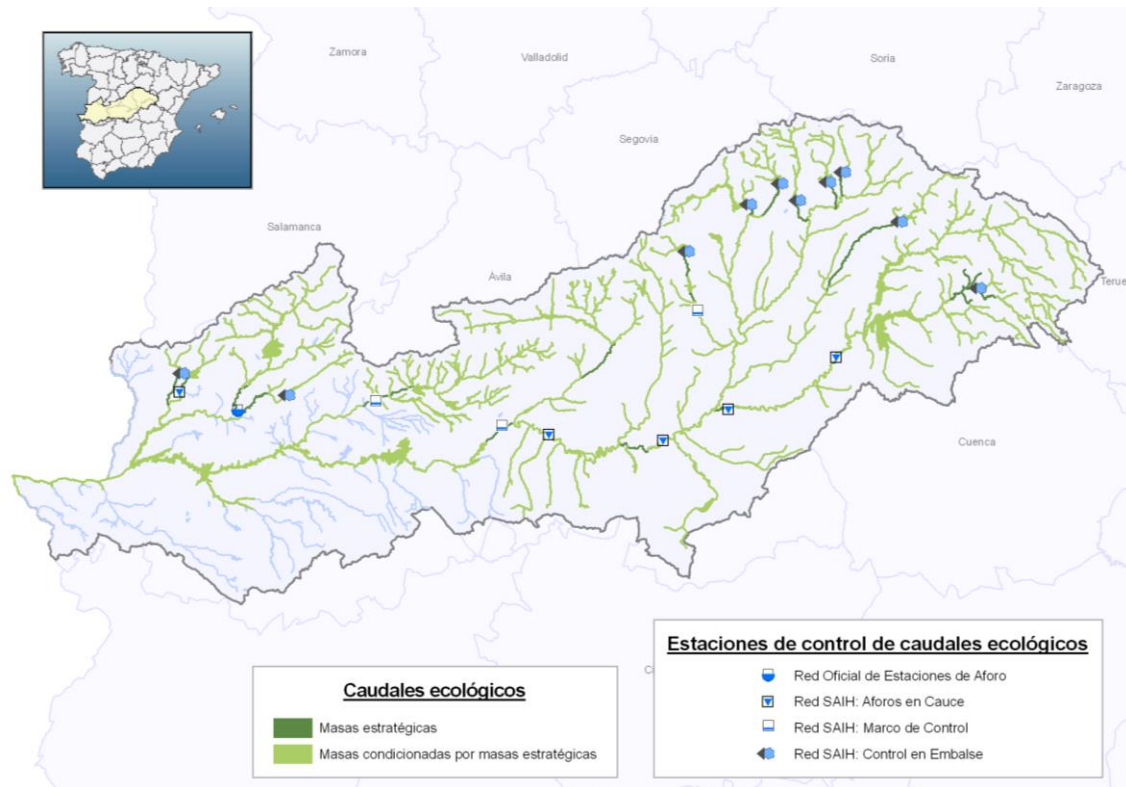 Zamora
Valladolid
Soria
Zaragoza
Segovia
Salamanca
Ávila
Cuenca
Caudales ecológicos
Masas estratégicas
Masas condicionadas por masas estratégicas
Estaciones de control de caudales ecológicos
Red Oficial de Estaciones de Aforo
Red SAIH: Aforos en Cauce
Red SAIH: Marco de Control
Red SAIH: Control en Embalse